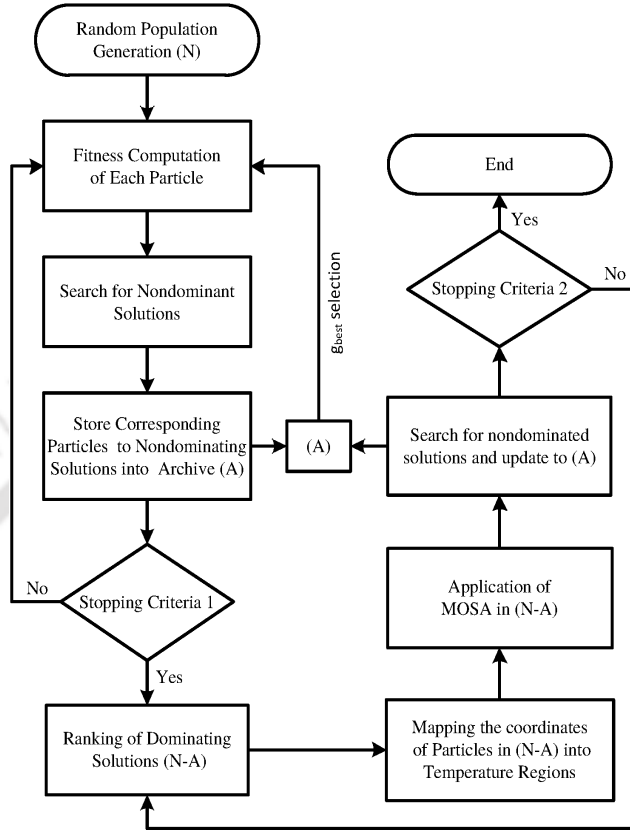 Random Population
Generation (N)
Fitness Computation
of Each Particle
Search for Nondominant
Solutions
Store Corresponding
Particles to Nondominating
Solutions into Archive (A)
(A)
gbest selection
No
Stopping Criteria 1
Yes
Ranking of Dominating
Solutions (N-A)
End
Yes
Stopping Criteria 2
No
Search for nondominated
solutions and update to (A)
Application of
MOSA in (N-A)
Mapping the coordinates
of Particles in (N-A) into
Temperature Regions